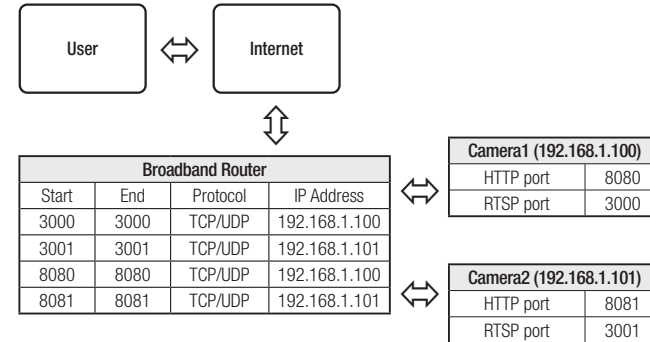 User
Internet
Broadband Router
Start End Protocol IP Address
3000 3000 TCP/UDP 192.168.1.100
3001 3001 TCP/UDP 192.168.1.101
8080 8080 TCP/UDP 192.168.1.100
8081 8081 TCP/UDP 192.168.1.101
Camera1 (192.168.1.100)
HTTP port 8080
RTSP port 3000
Camera2 (192.168.1.101)
HTTP port 8081
RTSP port 3001